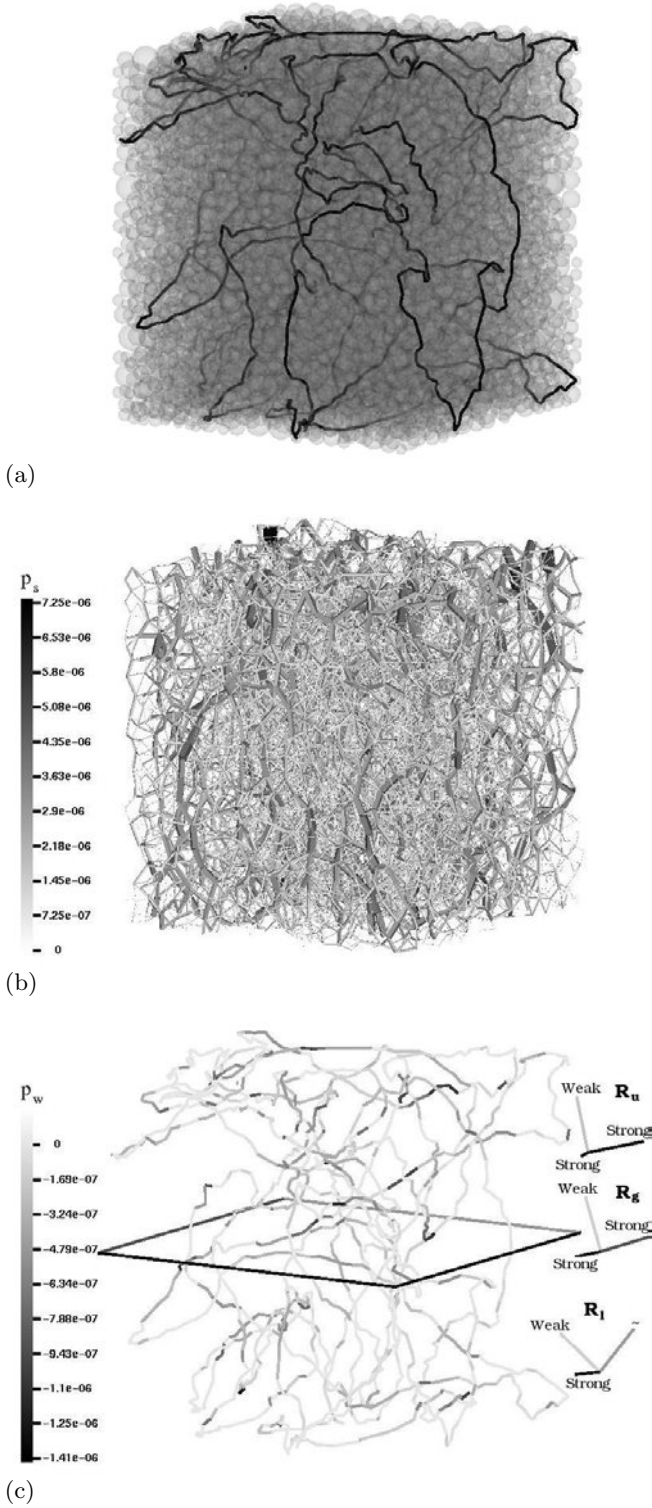 (a)
p_s
7.25e-06
6.53e-06
5.8e-06
5.08e-06
4.35e-06
3.63e-06
2.9e-06
2.18e-06
1.45e-06
7.25e-07
0
(b)
p_w
0
-1.69e-07
-3.24e-07
-4.79e-07
-6.34e-07
-7.88e-07
-9.43e-07
-1.1e-06
-1.25e-06
-1.41e-06
Weak R_u
Strong
Strong
Weak R_g
Strong
Strong
R_l ~
Weak
Strong
(c)